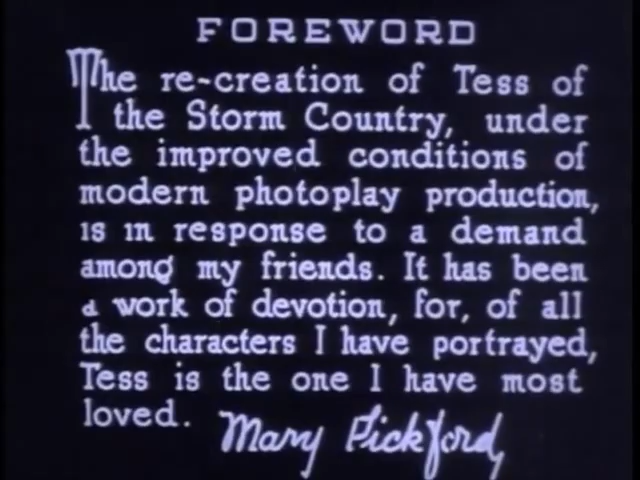 FOREWORD
The re-creation of Tess of
the Storm Country, under
the improved conditions of
modern photoplay production,
is in response to a demand
among my friends. It has been
a work of devotion, for, of all
the characters I have portrayed,
Tess is the one I have most
loved. Mary Pickford